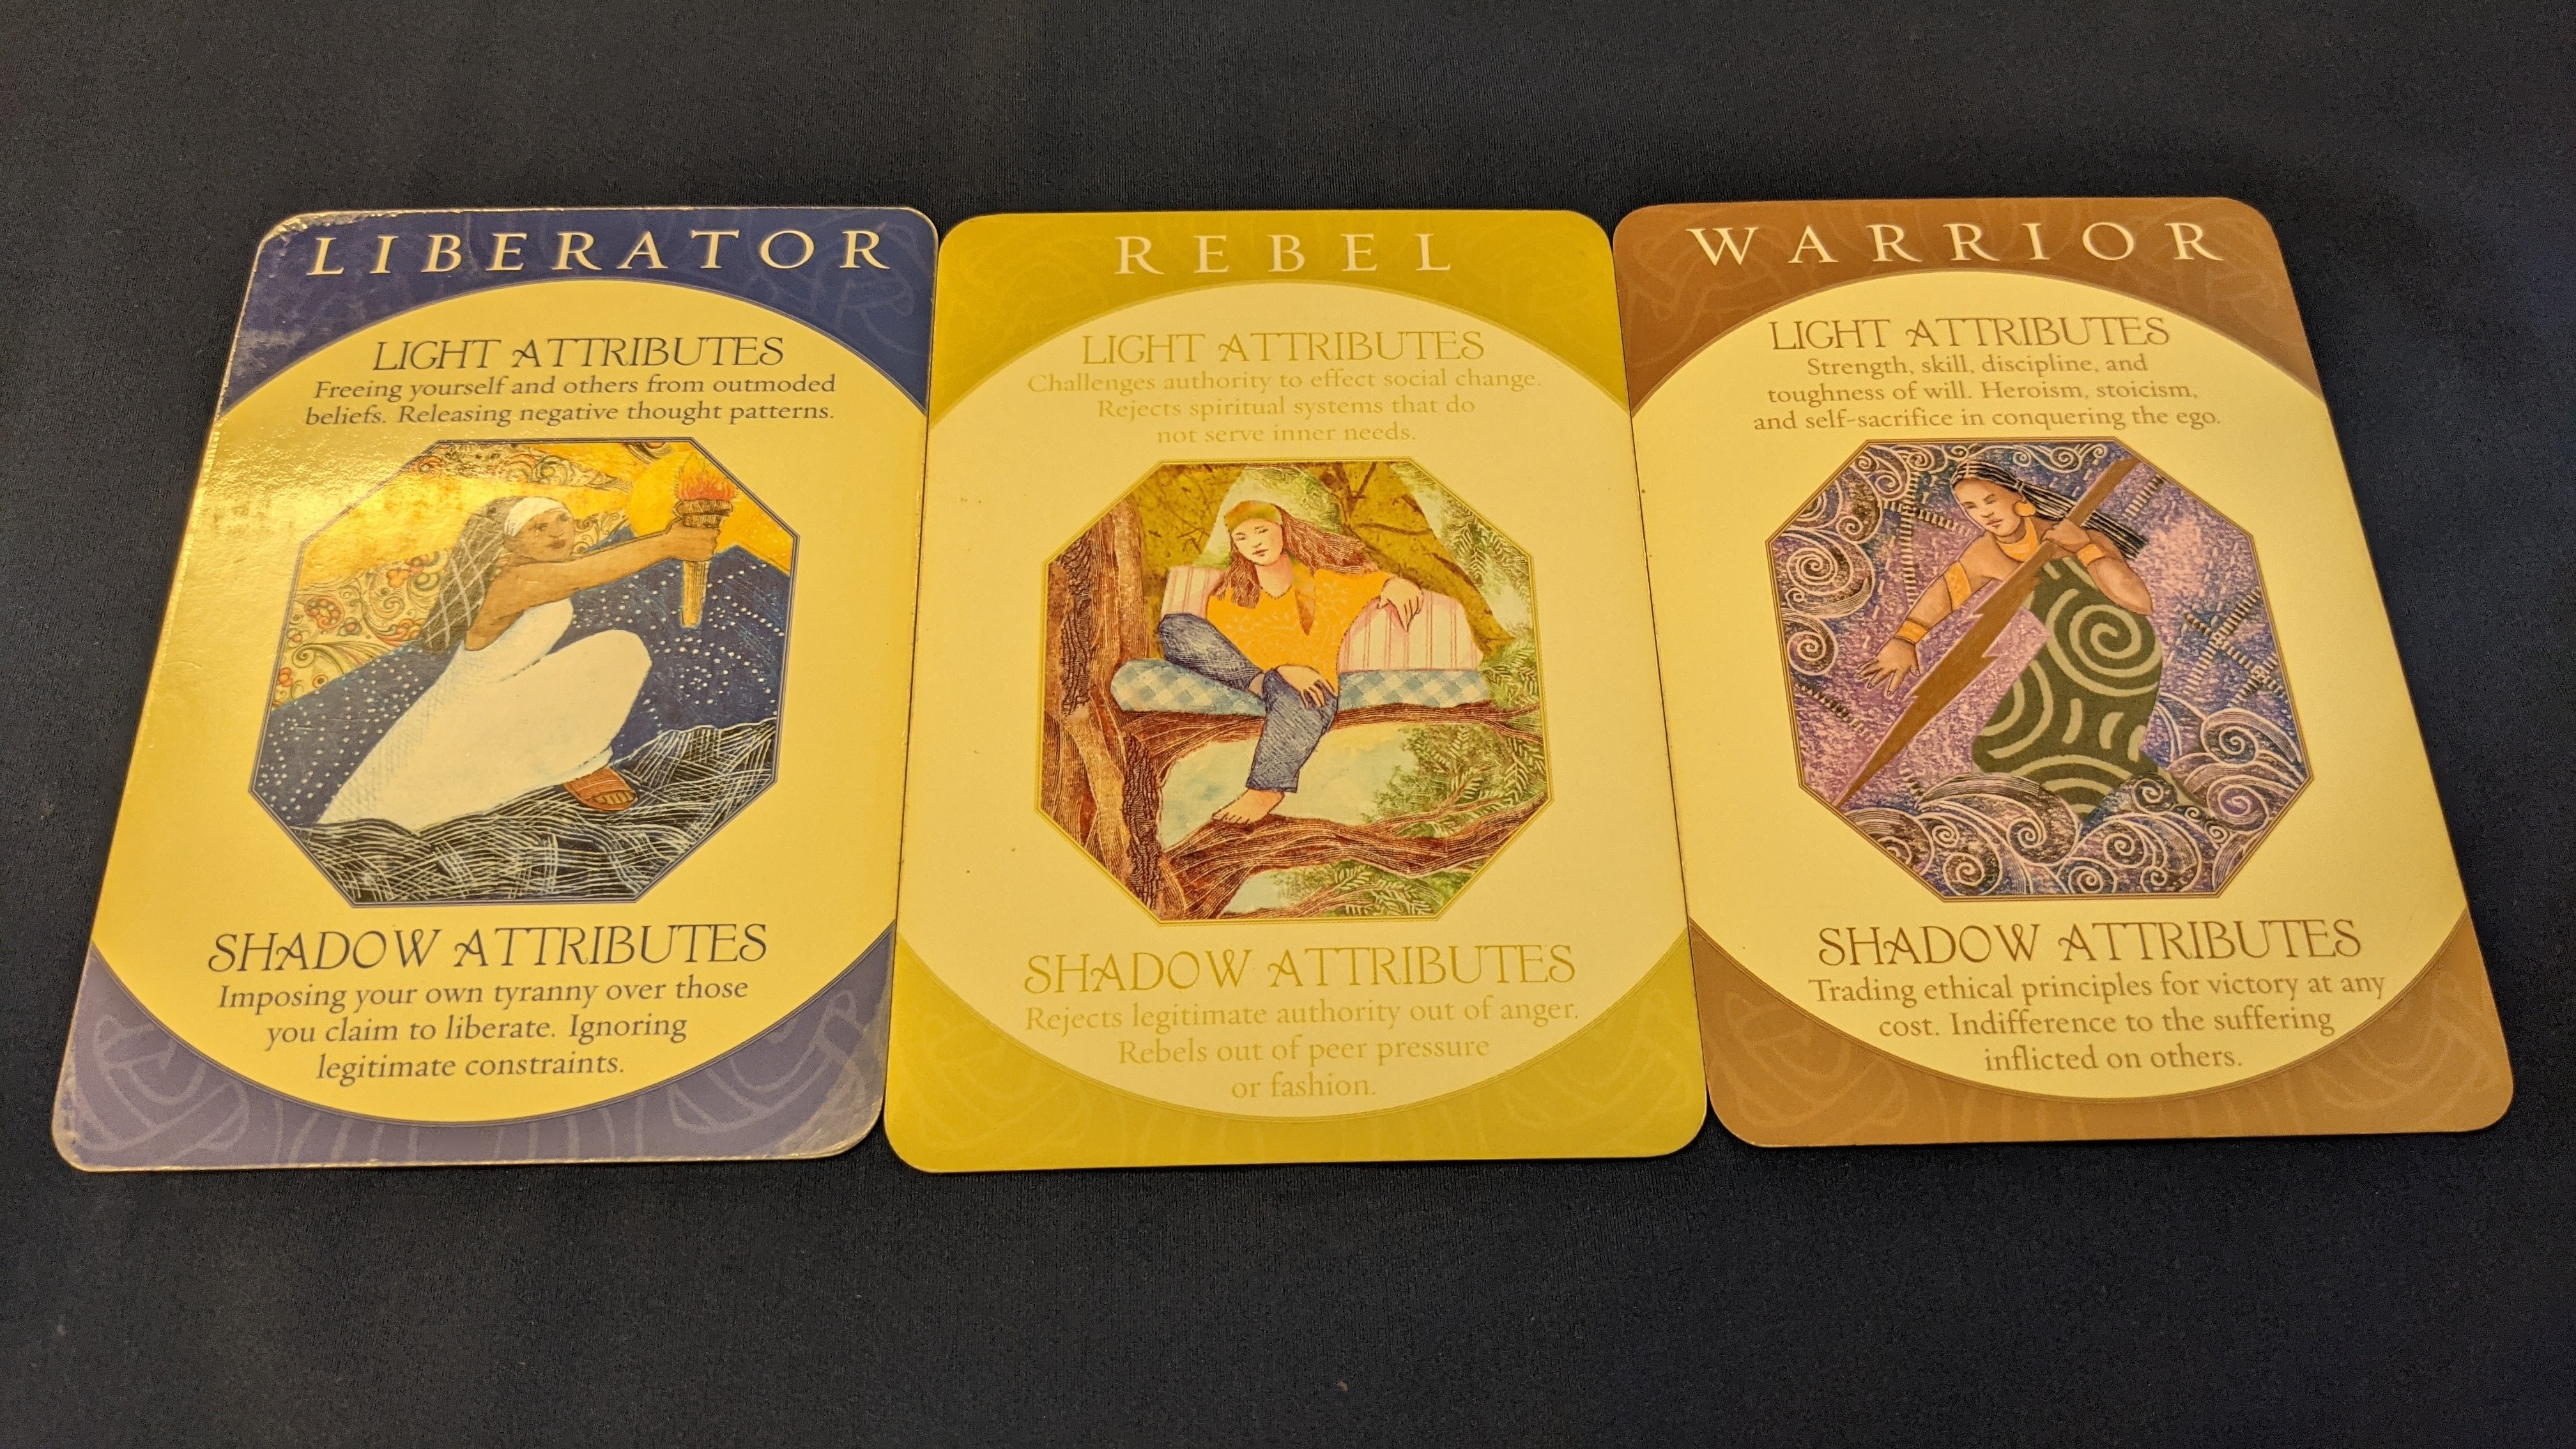 LIBERATOR
LIGHT ATTRIBUTES
Freeing yourself and others from outmoded
beliefs. Releasing negative thought patterns.
SHADOW ATTRIBUTES
Imposing your own tyranny over those
you claim to liberate. Ignoring
legitimate constraints.
REBEL
LIGHT ATTRIBUTES
Challenges authority to effect social change.
Rejects spiritual systems that do
not serve inner needs.
SHADOW ATTRIBUTES
Rejects legitimate authority out of anger.
Rebels out of peer pressure
or fashion.
WARRIOR
LIGHT ATTRIBUTES
Strength, skill, discipline, and
toughness of will. Heroism, stoicism,
and self-sacrifice in conquering the ego.
SHADOW ATTRIBUTES
Trading ethical principles for victory at any
cost. Indifference to the suffering
inflicted on others.